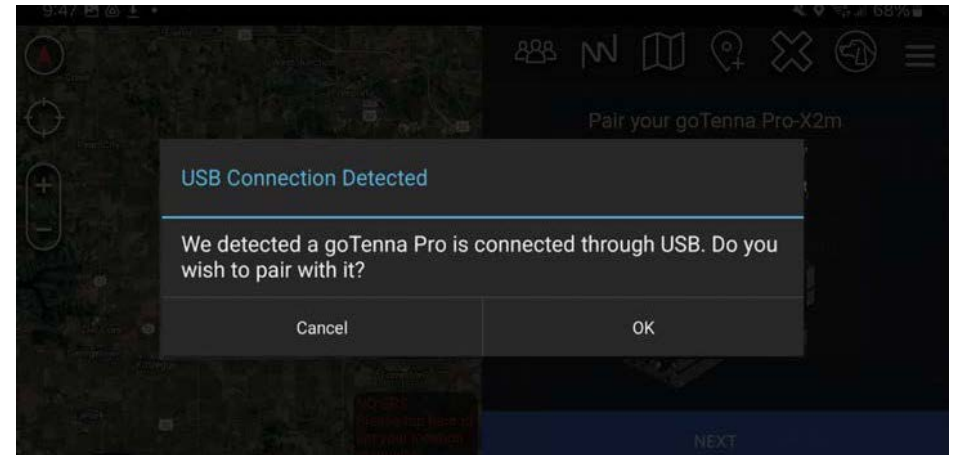 9:47
68%
Pair your goTenna Pro-X2m
USB Connection Detected
We detected a goTenna Pro is connected through USB. Do you
wish to pair with it?
Cancel
OK
NEXT